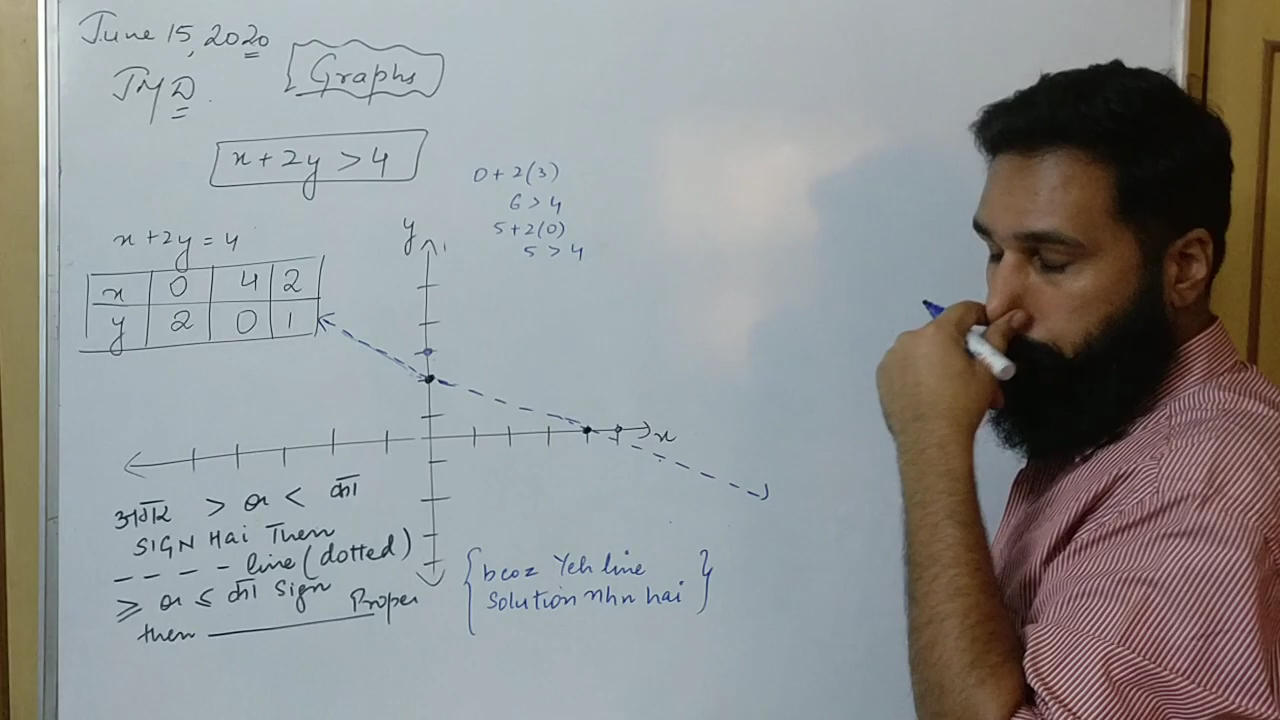 June 15, 2020
JMD.
Graphs
x + 2y > 4
0 + 2(3)
6 > 4
5 + 2(0)
5 > 4
x + 2y = 4
x 0 4 2
y 2 0 1
y
x
अगर > or < का
SIGN Hai Then
---- line (dotted)
≥ or ≤ का Sign
then ———— Proper
{ bcoz Yeh line
Solution nhn hai }